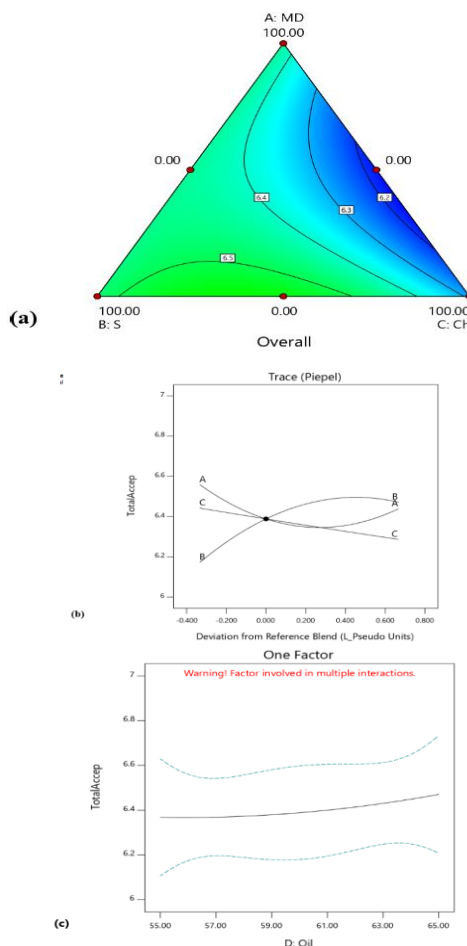 A: MD
100.00
0.00
0.00
6.4
6.3
6.2
6.5
(a)
100.00
0.00
100.00
B: S
C: Ch
Overall
Trace (Piepel)
7
6.8
6.6
6.4
6.2
6
TotalAccep
A
C
B
B
A
C
-0.400
-0.200
0.000
0.200
0.400
0.600
0.800
(b)
Deviation from Reference Blend (L_Pseudo Units)
One Factor
Warning! Factor involved in multiple interactions.
7
6.8
6.6
6.4
6.2
6
TotalAccep
55.00
57.00
59.00
61.00
63.00
65.00
(c)
D: Oil